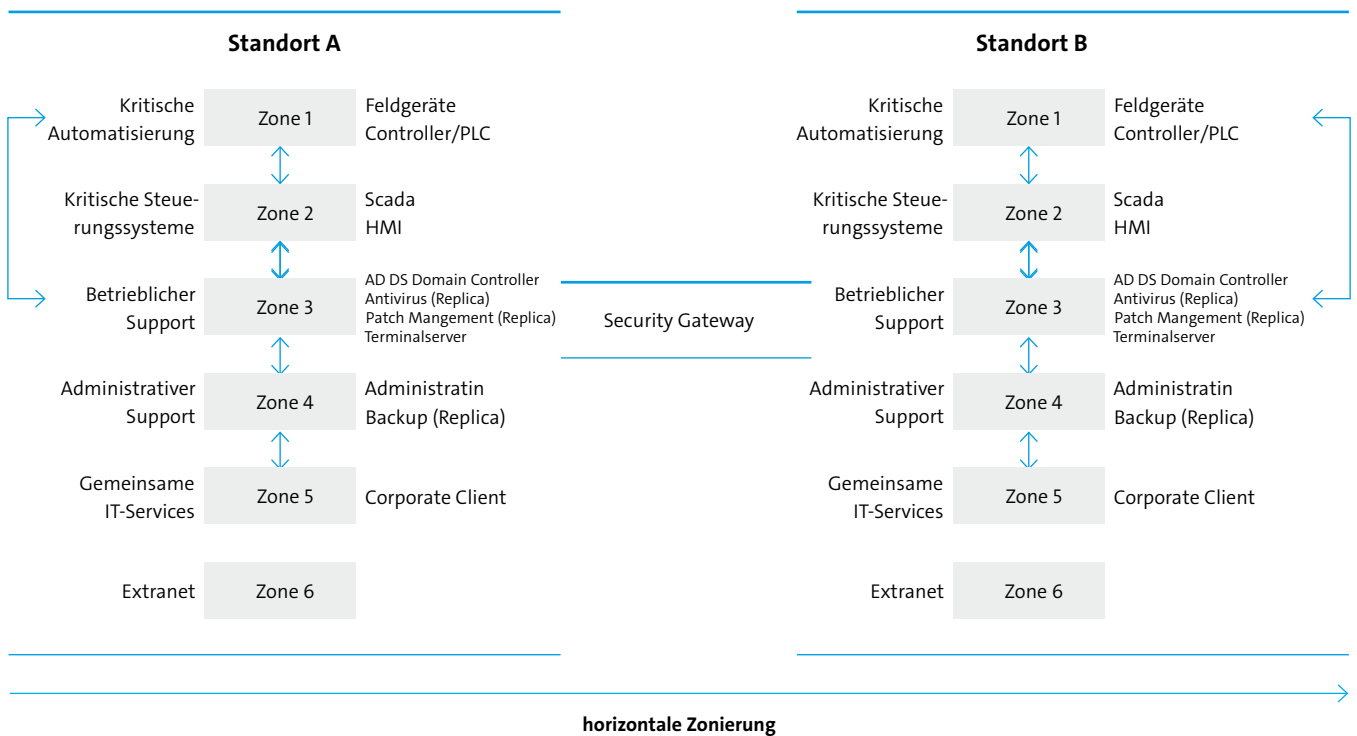 Standort A
Kritische
Automatisierung
Zone 1
Feldgeräte
Controller/PLC
Kritische Steue-
rungssysteme
Zone 2
Scada
HMI
Betrieblicher
Support
Zone 3
AD DS Domain Controller
Antivirus (Replica)
Patch Mangement (Replica)
Terminalserver
Administrativer
Support
Zone 4
Administratin
Backup (Replica)
Gemeinsame
IT-Services
Zone 5
Corporate Client
Extranet
Zone 6
Security Gateway
Standort B
Kritische
Automatisierung
Zone 1
Feldgeräte
Controller/PLC
Kritische Steue-
rungssysteme
Zone 2
Scada
HMI
Betrieblicher
Support
Zone 3
AD DS Domain Controller
Antivirus (Replica)
Patch Mangement (Replica)
Terminalserver
Administrativer
Support
Zone 4
Administratin
Backup (Replica)
Gemeinsame
IT-Services
Zone 5
Corporate Client
Extranet
Zone 6
horizontale Zonierung